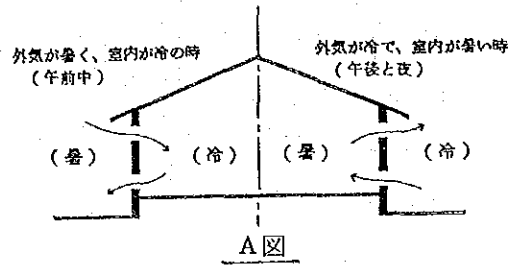 外気が暑く、室内が冷の時
(午前中)
外気が冷で、室内が暑い時
(午後と夜)
(暑)
(冷)
(暑)
(冷)
A図